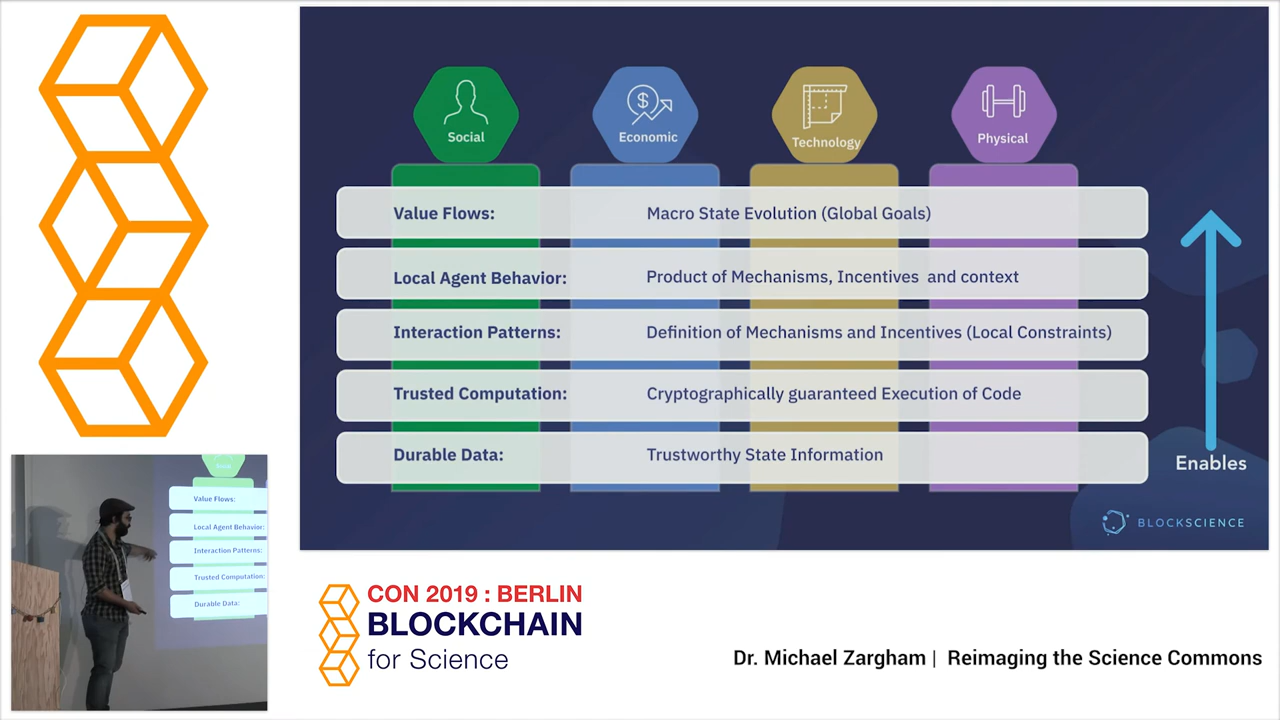 Social
Economic
Technology
Physical
Value Flows: Macro State Evolution (Global Goals)
Local Agent Behavior: Product of Mechanisms, Incentives and context
Interaction Patterns: Definition of Mechanisms and Incentives (Local Constraints)
Trusted Computation: Cryptographically guaranteed Execution of Code
Durable Data: Trustworthy State Information
Enables
BLOCKSCIENCE
Social
Value Flows:
Local Agent Behavior:
Interaction Patterns:
Trusted Computation:
Durable Data:
CON 2019 : BERLIN
BLOCKCHAIN
for Science
Dr. Michael Zargham | Reimaging the Science Commons